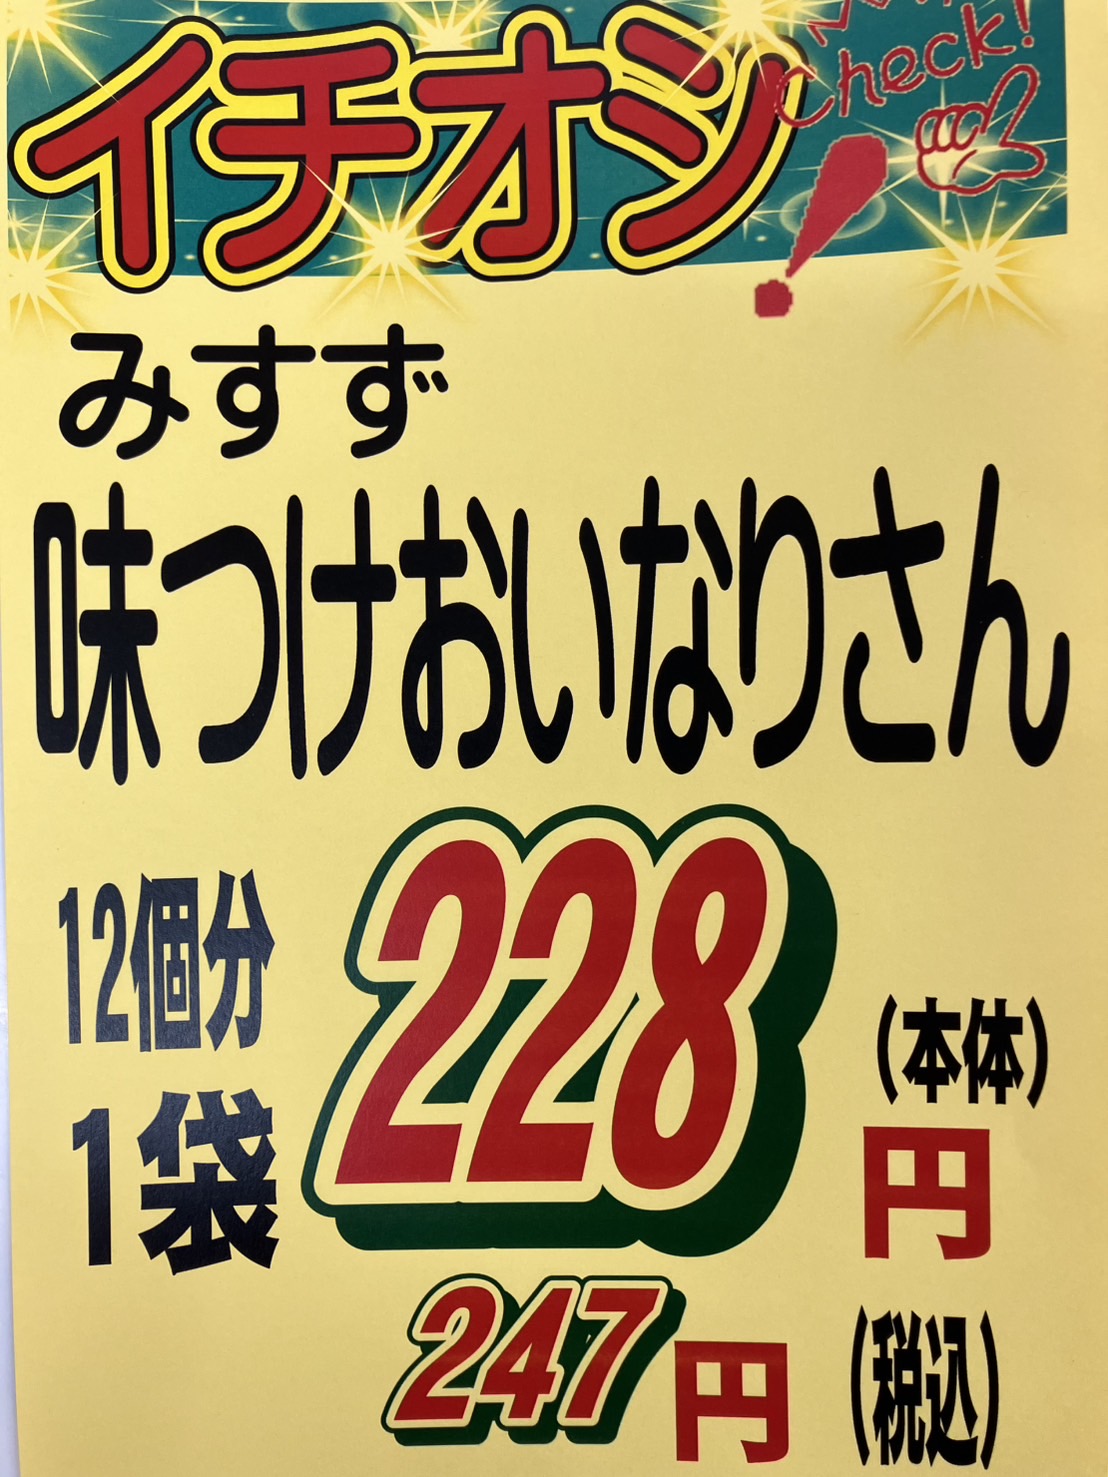 イチオシ
Check!
!
みすず
味つけおいなりさん
12個分
1袋
228
(本体)
円
247円
(税込)